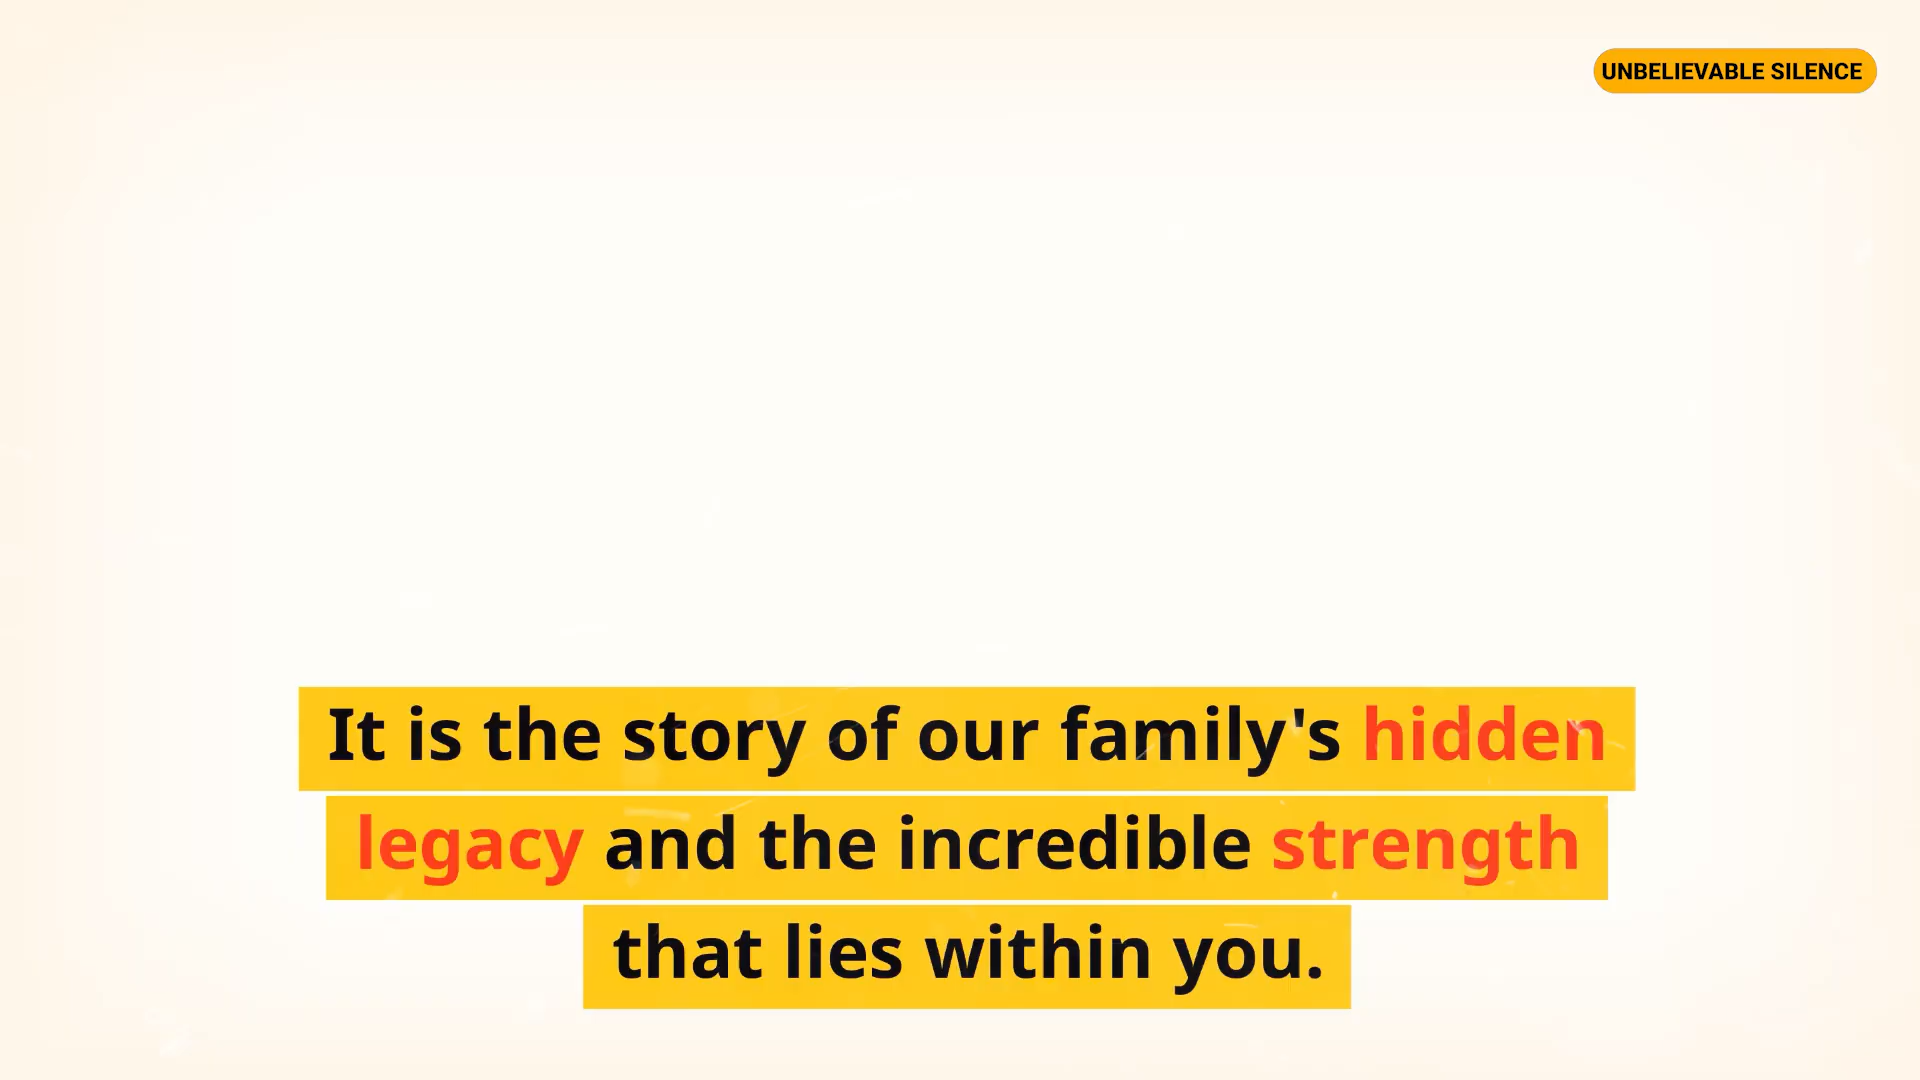 UNBELIEVABLE SILENCE
It is the story of our family's hidden
legacy and the incredible strength
that lies within you.